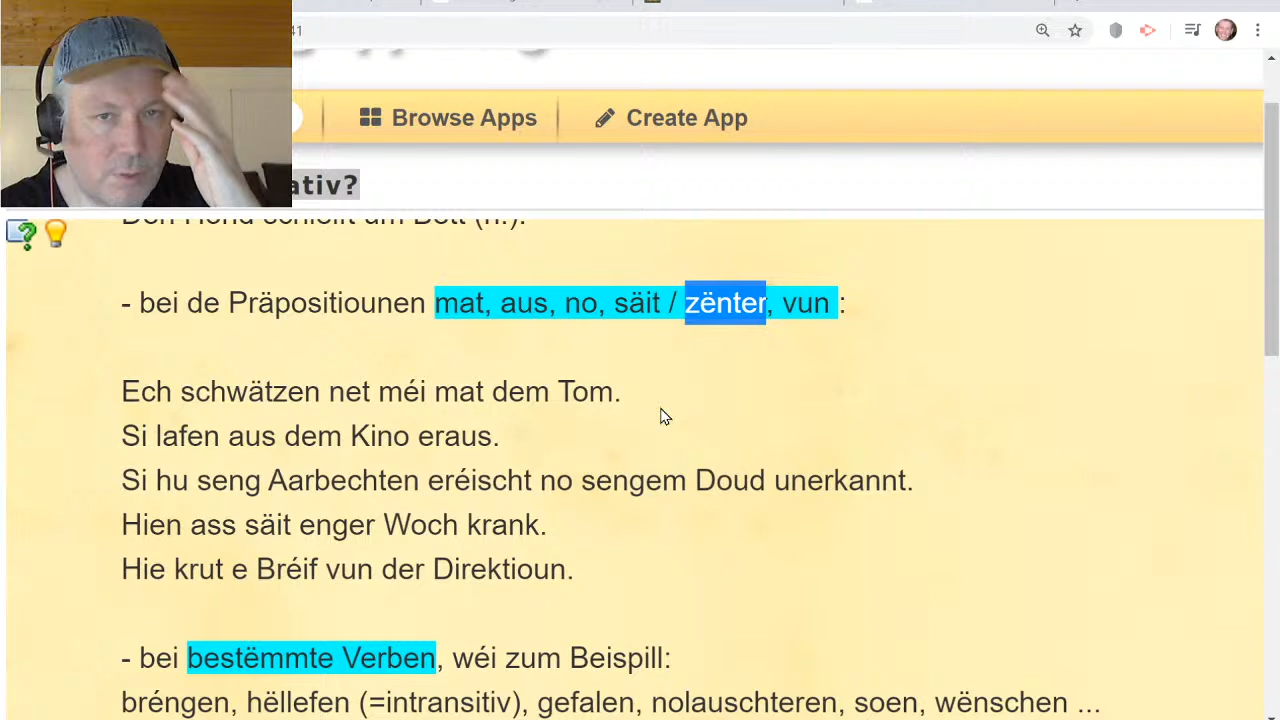 41
Browse Apps
Create App
ativ?
- bei de Präpositiounen mat, aus, no, säit / zënter, vun :
Ech schwätzen net méi mat dem Tom.
Si lafen aus dem Kino eraus.
Si hu seng Aarbechten eréischt no sengem Doud unerkannt.
Hien ass säit enger Woch krank.
Hie krut e Bréif vun der Direktioun.
- bei bestëmmte Verben, wéi zum Beispill:
bréngen, hëllefen (=intransitiv), gefalen, nolauschteren, soen, wënschen ...